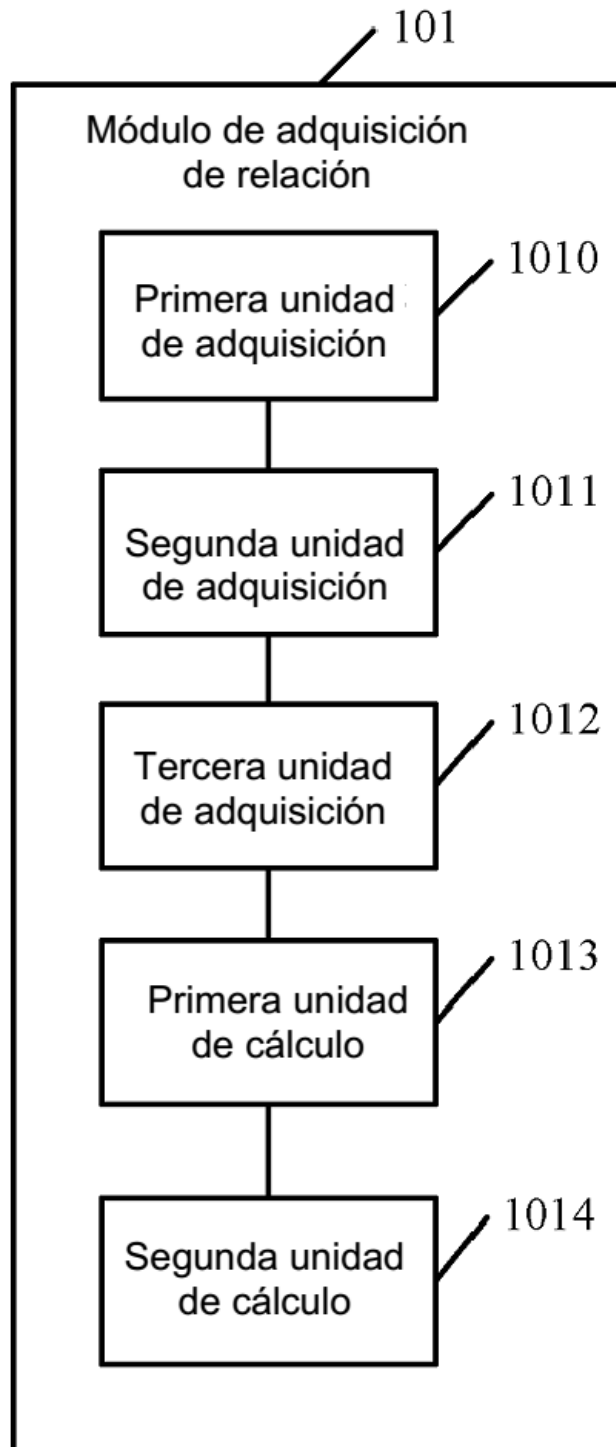 101
Módulo de adquisición
de relación
1010
Primera unidad
de adquisición
1011
Segunda unidad
de adquisición
1012
Tercera unidad
de adquisición
1013
Primera unidad
de cálculo
1014
Segunda unidad
de cálculo